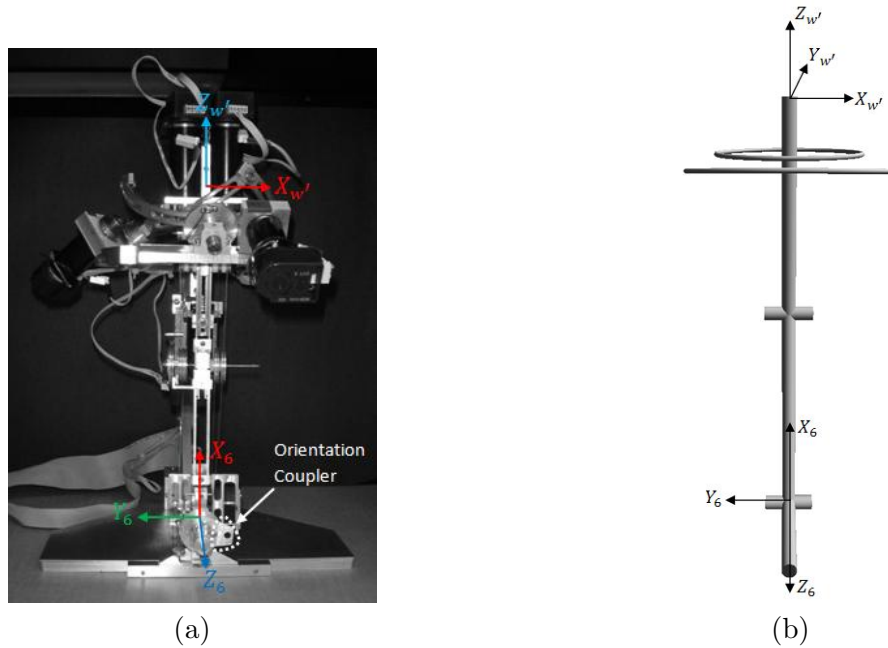 Z_{w'}
X_{w'}
X_6
Orientation
Coupler
Y_6
Z_6
(a)
Z_{w'}
Y_{w'}
X_{w'}
X_6
Y_6
Z_6
(b)